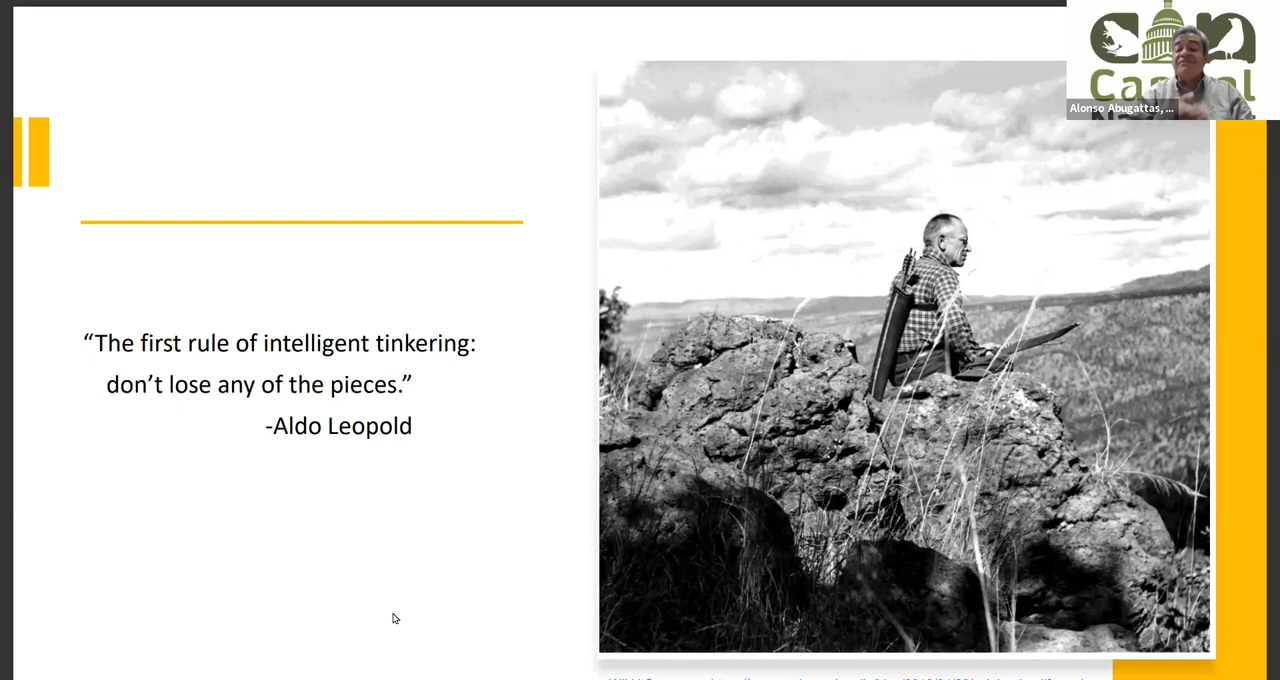 “The first rule of intelligent tinkering:
don’t lose any of the pieces.”
-Aldo Leopold
Alonso Abugattas, ...